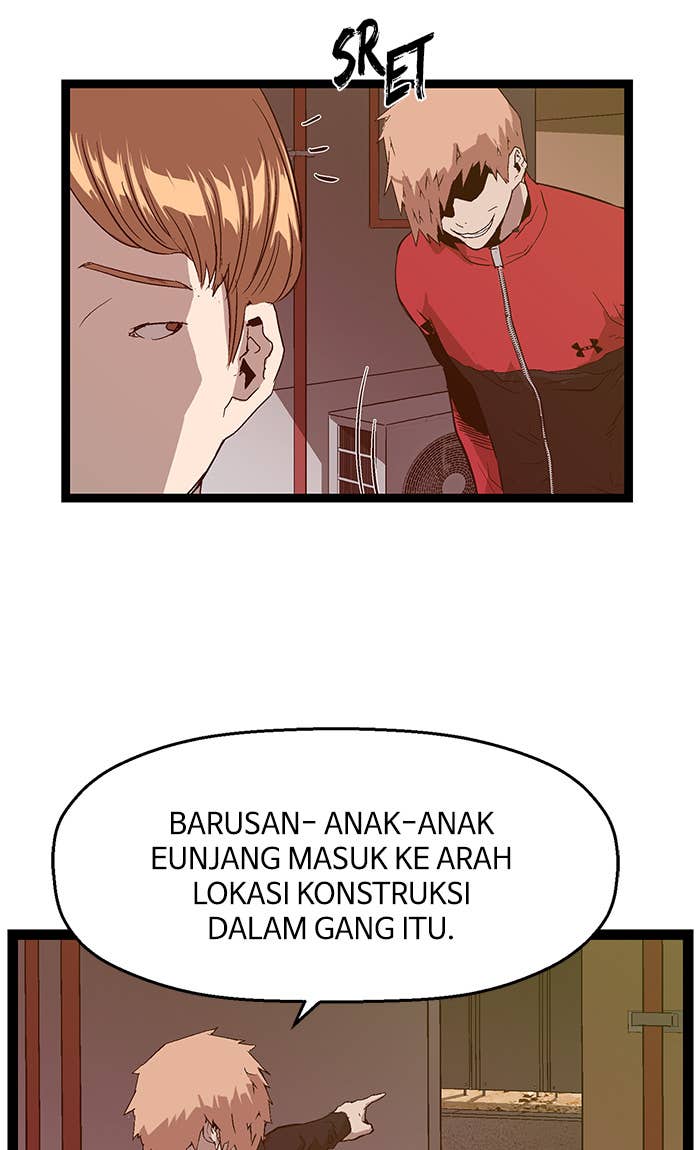 SRET
BARUSAN- ANAK-ANAK
EUNJANG MASUK KE ARAH
LOKASI KONSTRUKSI
DALAM GANG ITU.